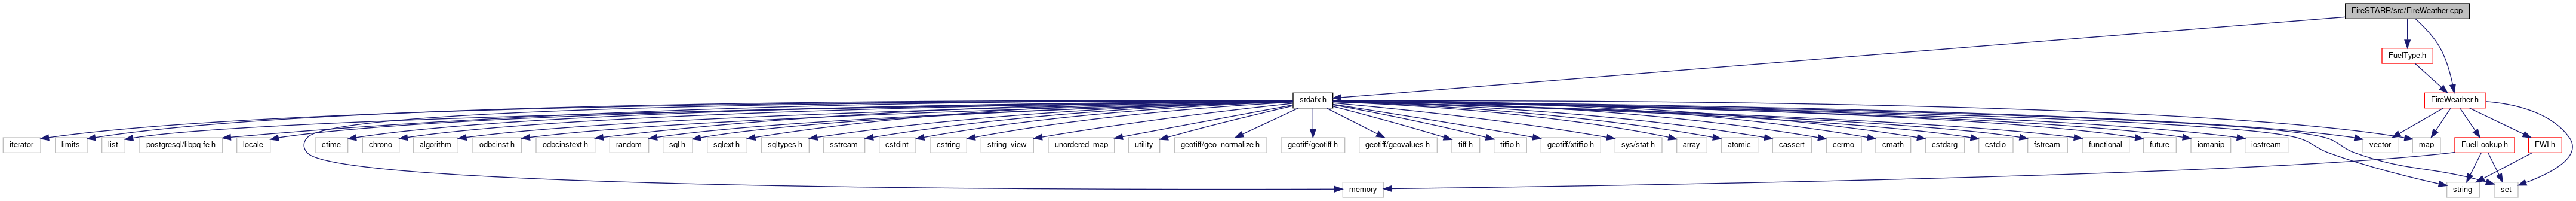 FireSTARR/src/FireWeather.cpp
FuelType.h
stdafx.h
FireWeather.h
iterator
limits
list
postgresql/libpq-fe.h
locale
ctime
chrono
algorithm
odbcinst.h
odbcinstext.h
random
sql.h
sqlext.h
sqltypes.h
sstream
cstdint
cstring
string_view
unordered_map
utility
geotiff/geo_normalize.h
geotiff/geotiff.h
geotiff/geovalues.h
tiff.h
tiffio.h
geotiff/xtiffio.h
sys/stat.h
array
atomic
cassert
cerrno
cmath
cstdarg
cstdio
fstream
functional
future
iomanip
iostream
vector
map
FuelLookup.h
FWI.h
memory
string
set